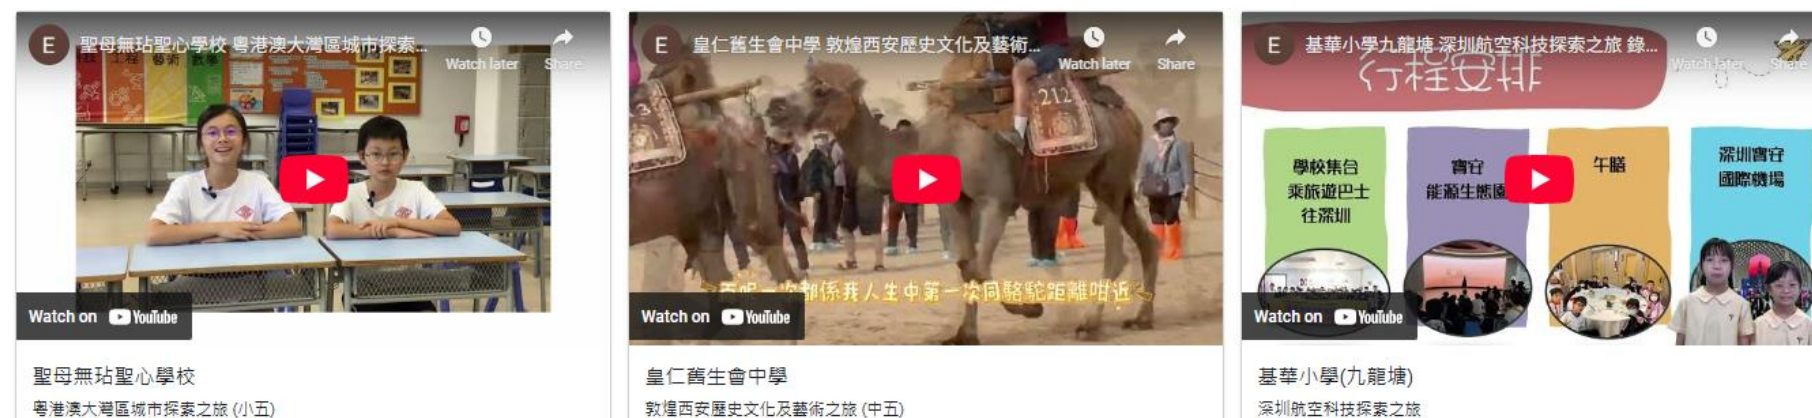 E 聖母無玷聖心學校 粵港澳大灣區城市探索...
Watch later
Share
工程 藝術 數學
Watch on YouTube
聖母無玷聖心學校
粵港澳大灣區城市探索之旅 (小五)
E 皇仁舊生會中學 敦煌西安歷史文化及藝術...
Watch later
Share
212
3
而呢一次都係我人生中第一次同駱駝距離咁近
Watch on YouTube
皇仁舊生會中學
敦煌西安歷史文化及藝術之旅 (中五)
E 基華小學九龍塘 深圳航空科技探索之旅 錄...
Watch later
Share
行程安排
學校集合
乘旅遊巴士
往深圳
寶安
能源生態園
午膳
深圳寶安
國際機場
Watch on YouTube
基華小學(九龍塘)
深圳航空科技探索之旅